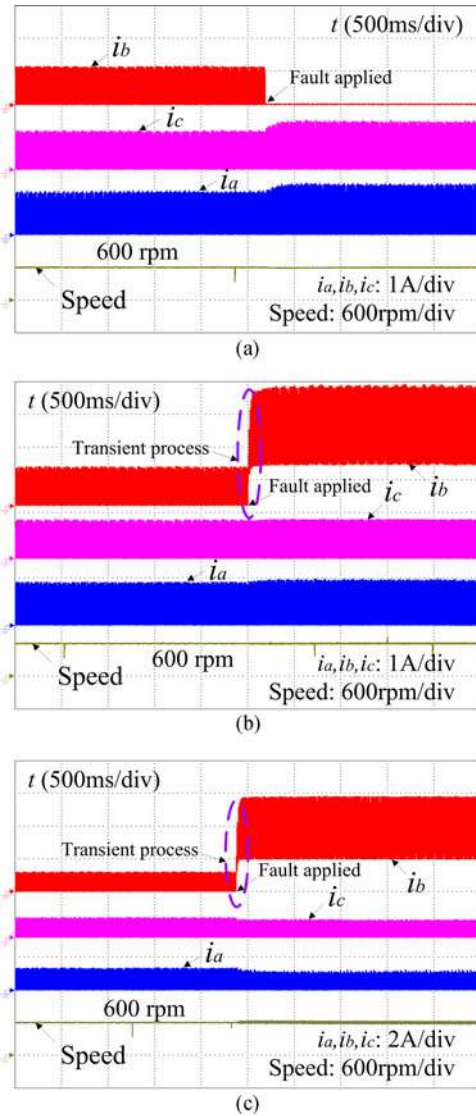 t (500ms/div)
ib
Fault applied
ic
ia
600 rpm
Speed
ia,ib,ic: 1A/div
Speed: 600rpm/div
(a)
t (500ms/div)
Transient process
Fault applied
ib
ic
ia
600 rpm
Speed
ia,ib,ic: 1A/div
Speed: 600rpm/div
(b)
t (500ms/div)
Transient process
Fault applied
ib
ic
ia
600 rpm
Speed
ia,ib,ic: 2A/div
Speed: 600rpm/div
(c)